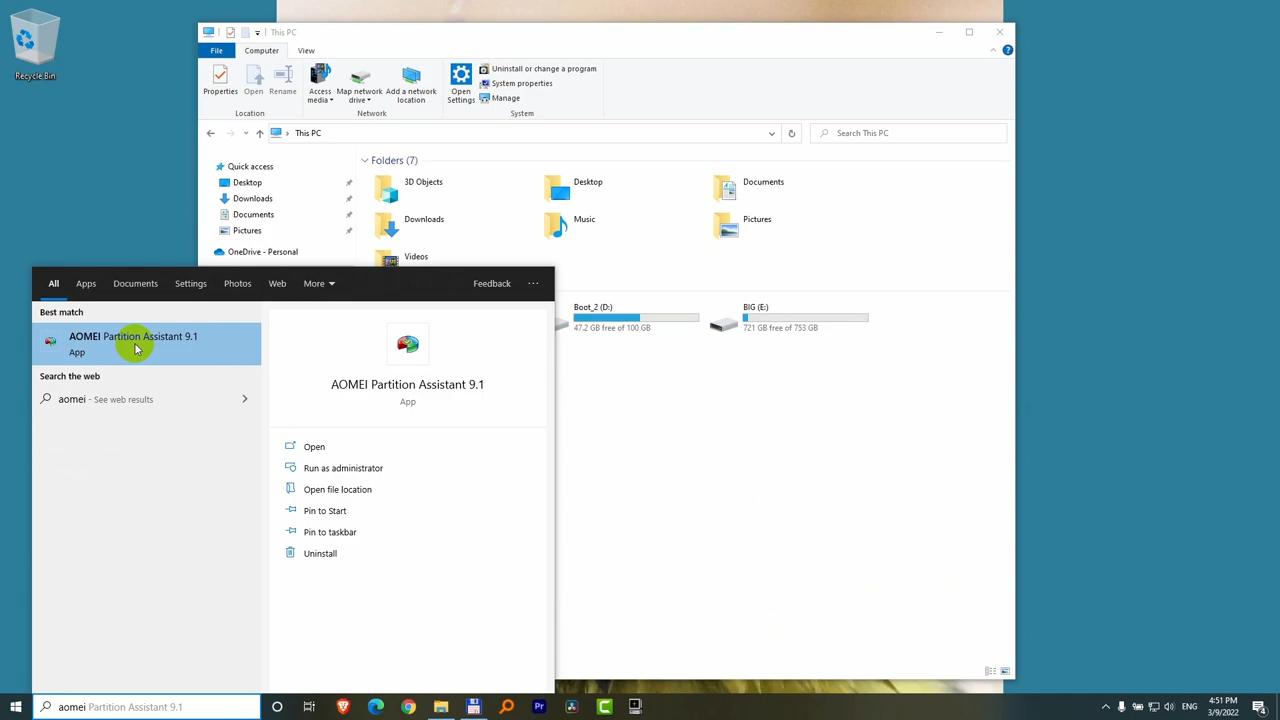 Recycle Bin
This PC
File Computer View
Properties Open Rename Access media Map network drive Add a network location Open Settings
Uninstall or change a program
System properties
Manage
Location Network System
This PC
Search This PC
Quick access
Desktop
Downloads
Documents
Pictures
OneDrive - Personal
Folders (7)
3D Objects
Desktop
Documents
Downloads
Music
Pictures
Videos
Boot_2 (D:)
47.2 GB free of 100 GB
BIG (E:)
721 GB free of 753 GB
All Apps Documents Settings Photos Web More Feedback ...
Best match
AOMEI Partition Assistant 9.1
App
Search the web
aomei - See web results
AOMEI Partition Assistant 9.1
App
Open
Run as administrator
Open file location
Pin to Start
Pin to taskbar
Uninstall
aomei Partition Assistant 9.1
Pr
ENG
4:51 PM
3/9/2022